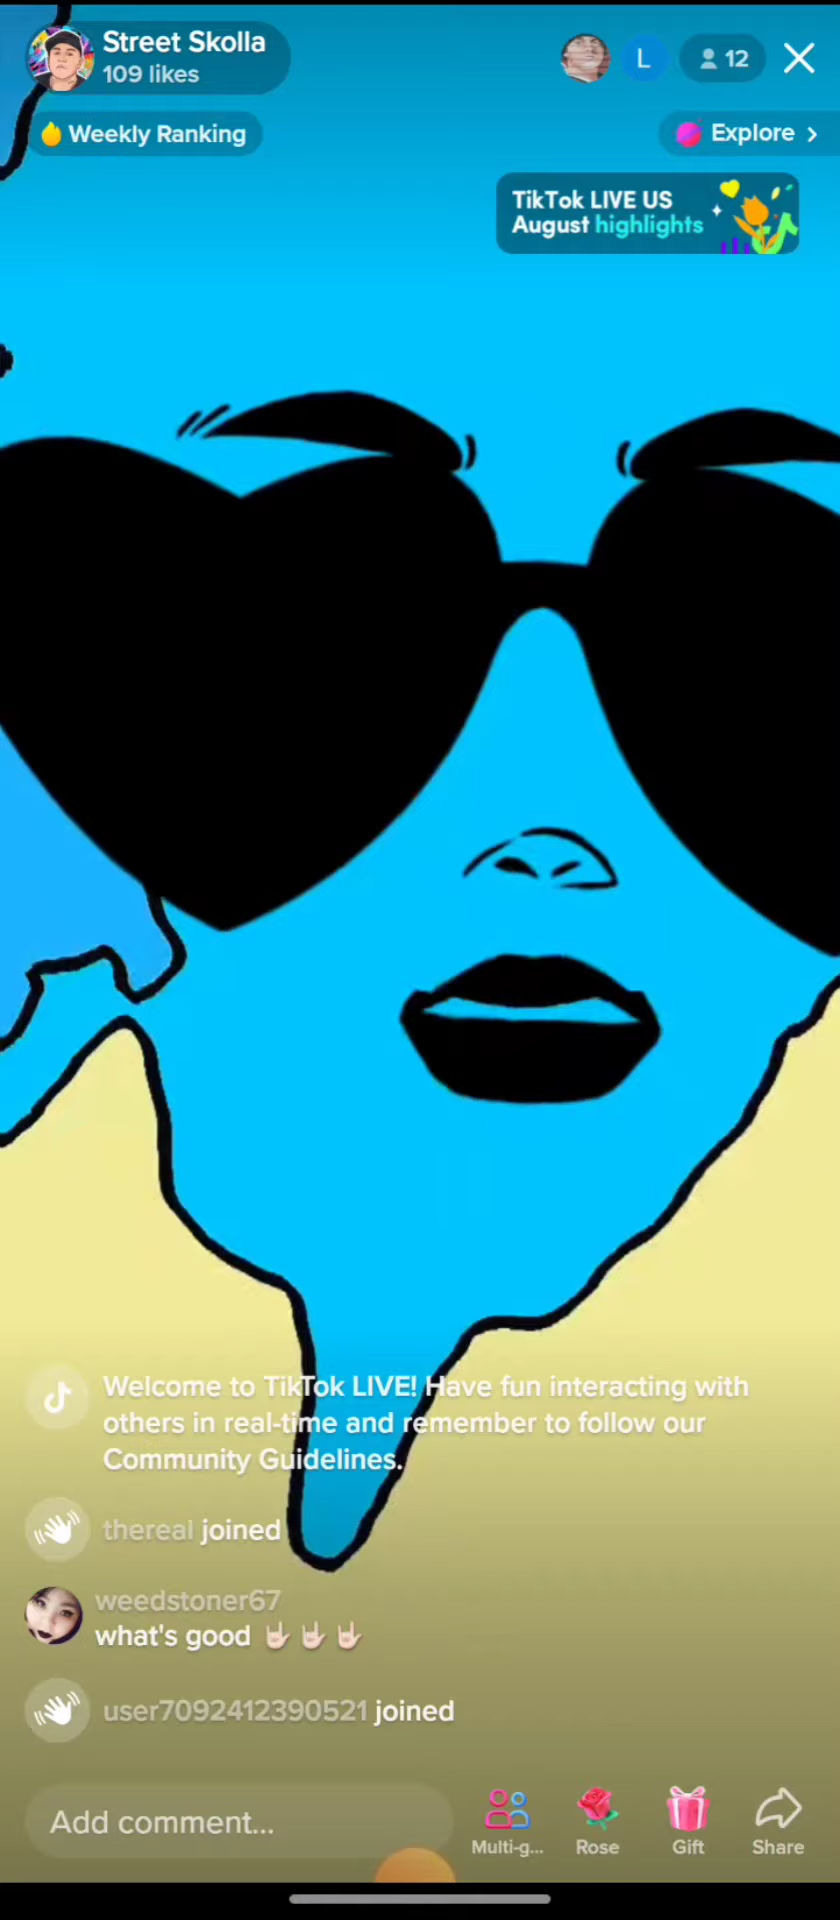 Street Skolla
109 likes
L
12
Weekly Ranking
Explore >
TikTok LIVE US
August highlights
Welcome to TikTok LIVE! Have fun interacting with
others in real-time and remember to follow our
Community Guidelines.
thereal joined
weedstoner67
what's good 🤟🏻 🤟🏻 🤟🏻
user7092412390521 joined
Add comment...
Multi-g...
Rose
Gift
Share